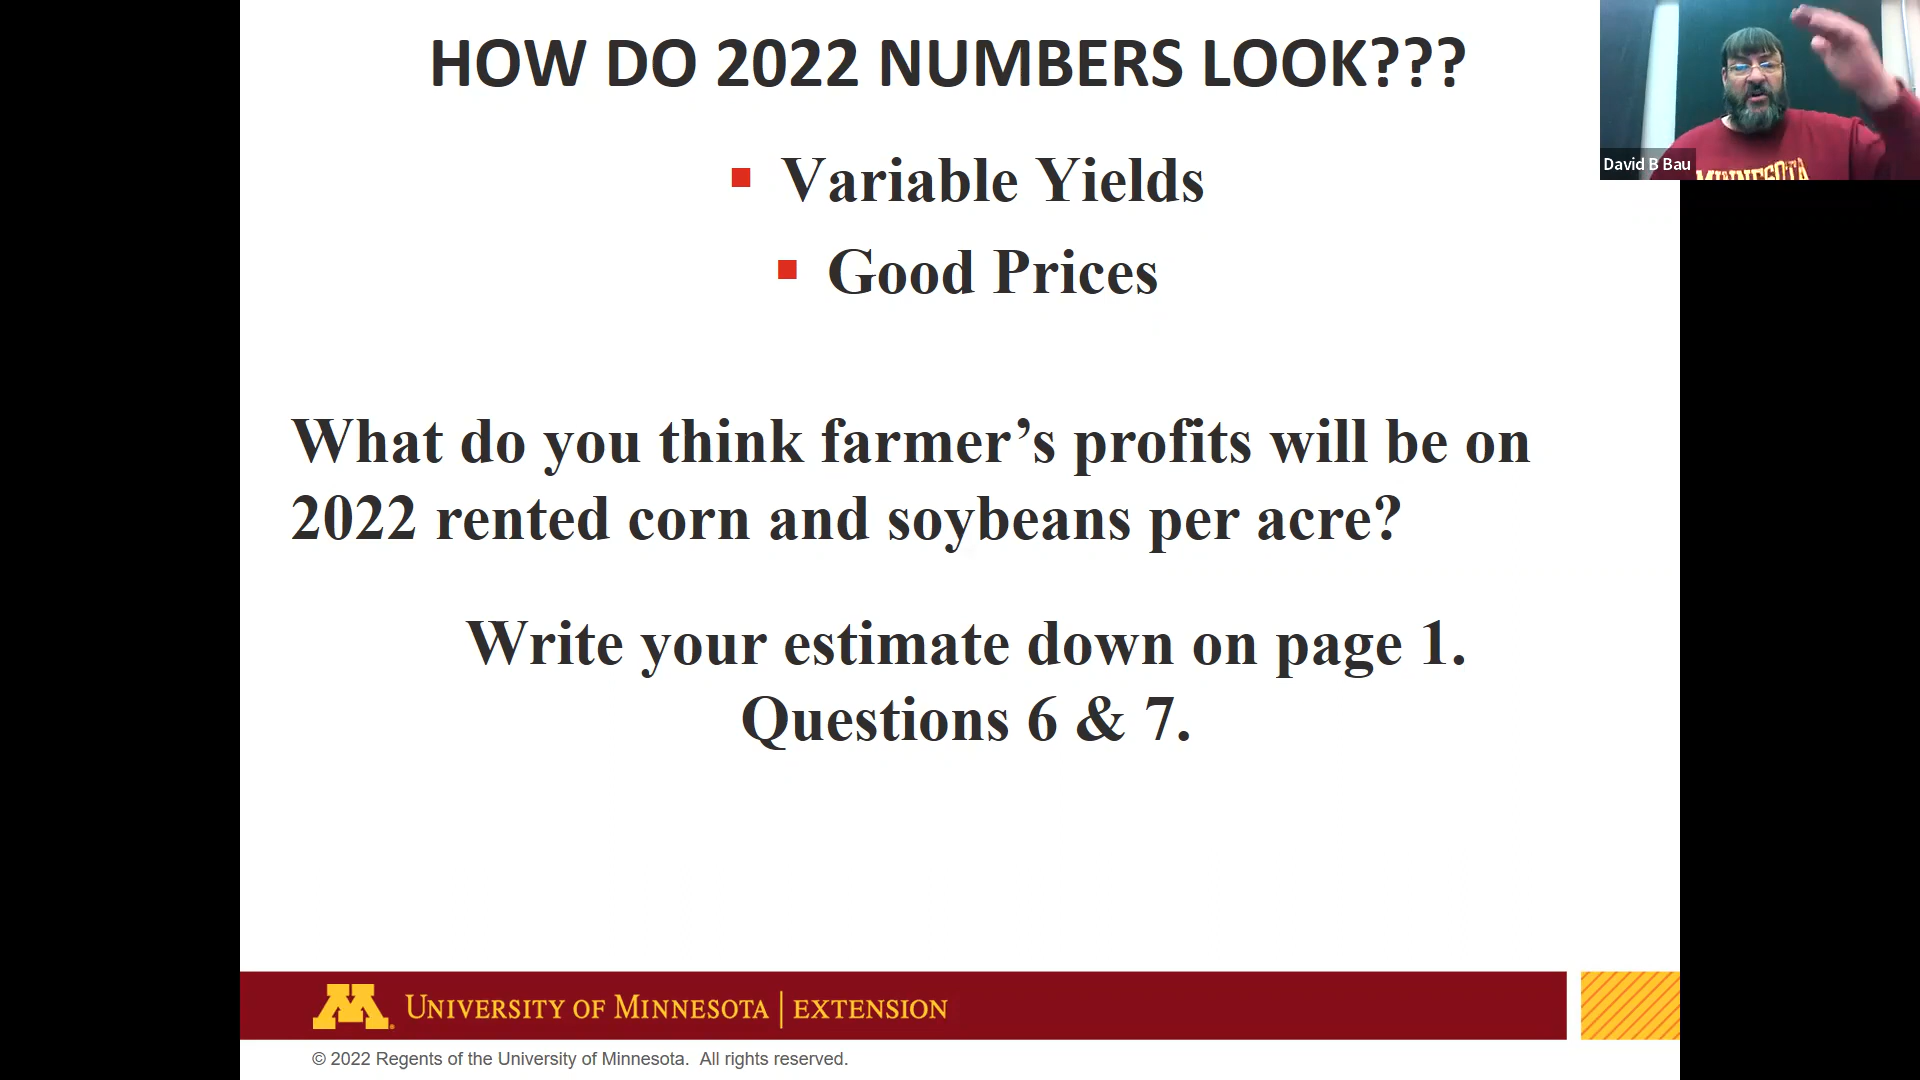 HOW DO 2022 NUMBERS LOOK???
▪ Variable Yields
▪ Good Prices
What do you think farmer’s profits will be on
2022 rented corn and soybeans per acre?
Write your estimate down on page 1.
Questions 6 & 7.
David B Bau
MINNESOTA
M. UNIVERSITY OF MINNESOTA | EXTENSION
© 2022 Regents of the University of Minnesota. All rights reserved.